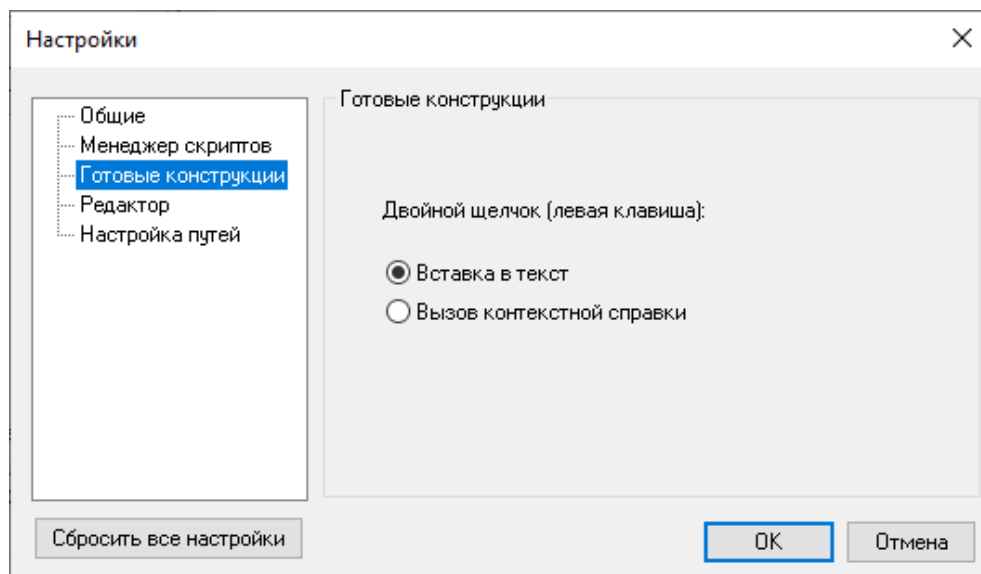 Настройки
Общие
Менеджер скриптов
Готовые конструкции
Редактор
Настройка путей
Готовые конструкции
Двойной щелчок (левая клавиша):
Вставка в текст
Вызов контекстной справки
Сбросить все настройки
OK
Отмена